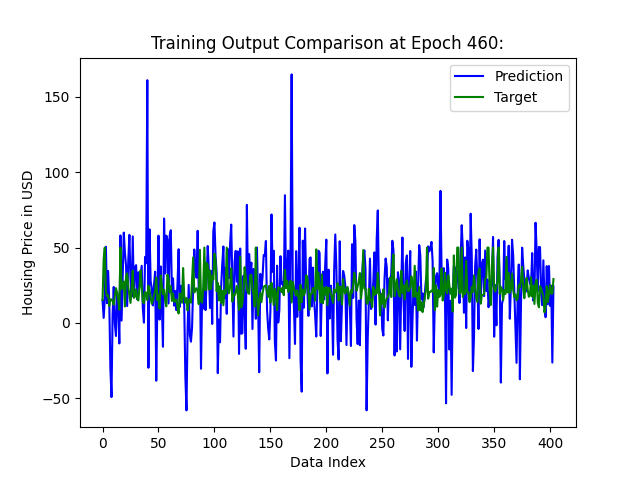 Training Output Comparison at Epoch 460:
Prediction
Target
Housing Price in USD
150
100
50
0
−50
0 50 100 150 200 250 300 350 400
Data Index